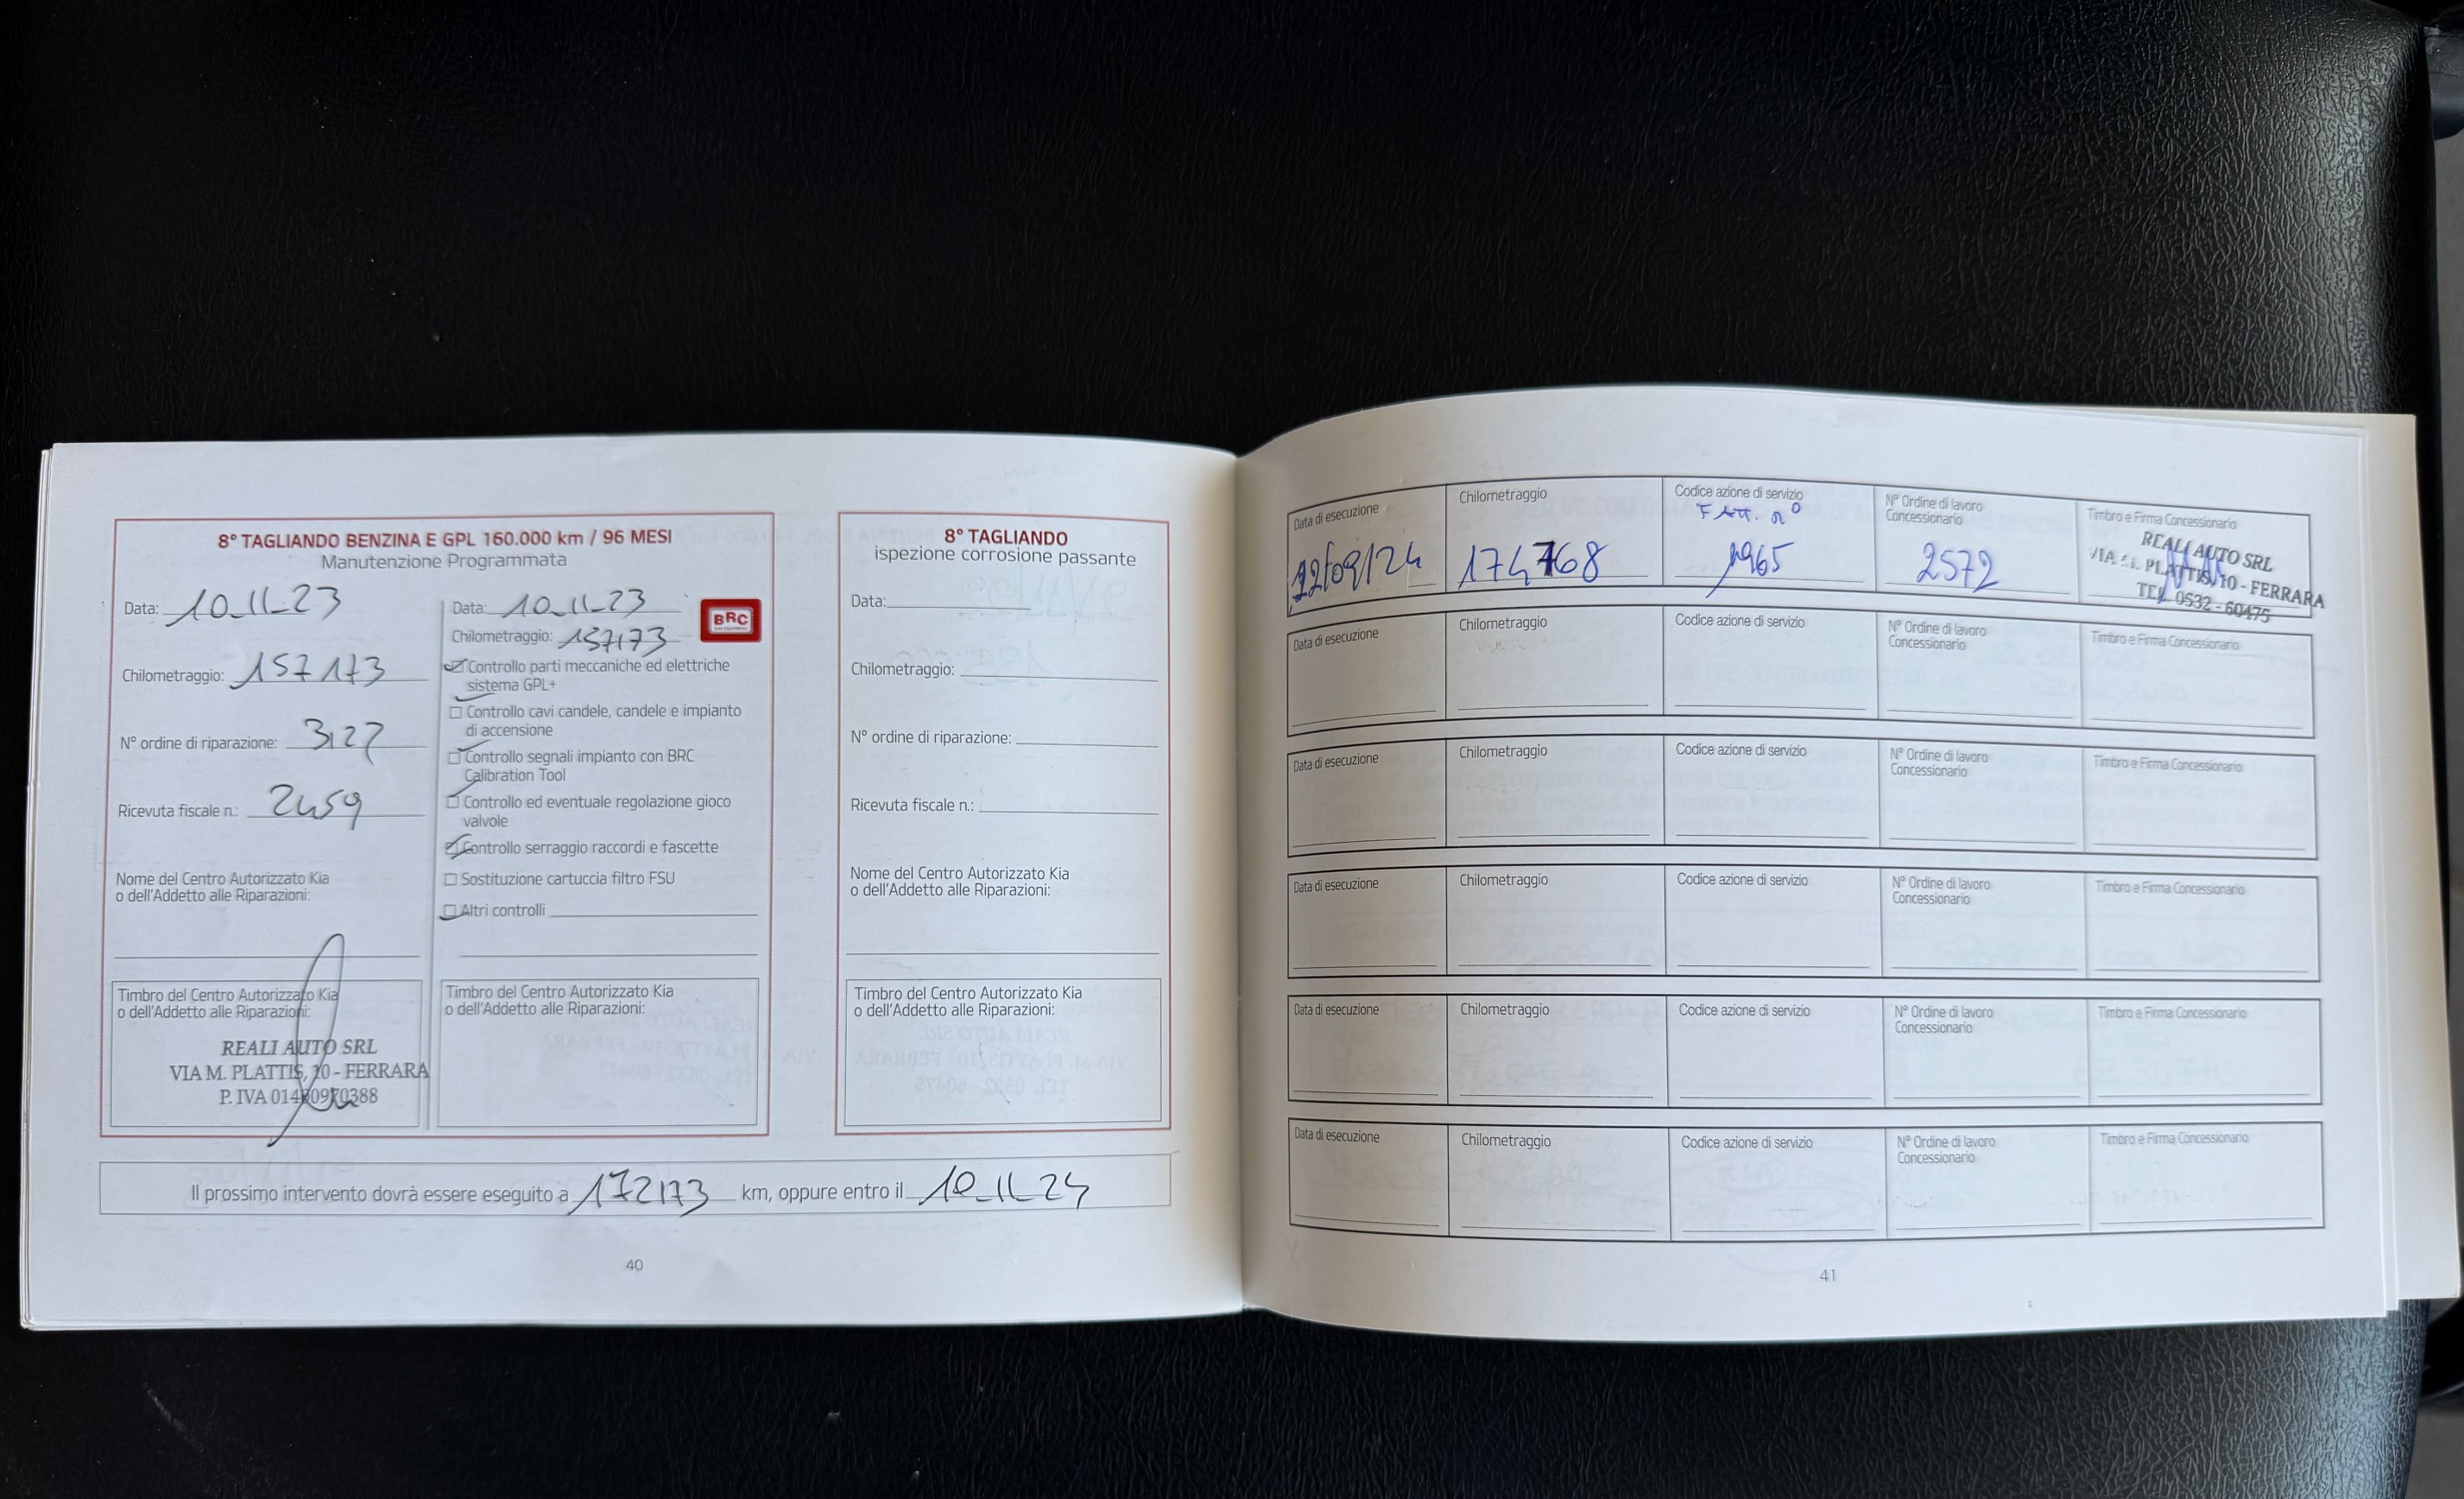 8° TAGLIANDO BENZINA E GPL 160.000 km / 96 MESI
Manutenzione Programmata
Data: 10_11_23
Chilometraggio: 157173
N° ordine di riparazione: 3127
Ricevuta fiscale n.: 2459
Nome del Centro Autorizzato Kia
o dell'Addetto alle Riparazioni:
Timbro del Centro Autorizzato Kia
o dell'Addetto alle Riparazioni:
REALI AUTO SRL
VIA M. PLATTIS, 10 - FERRARA
Data: 10_11_23
Chilometraggio: 157173
BRC
Controllo parti meccaniche ed elettriche
sistema GPL+
Controllo cavi candele, candele e impianto
di accensione
Controllo segnali impianto con BRC
Calibration Tool
Controllo ed eventuale regolazione gioco
valvole
Controllo serraggio raccordi e fascette
Sostituzione cartuccia filtro FSU
Altri controlli
Timbro del Centro Autorizzato Kia
o dell'Addetto alle Riparazioni:
8° TAGLIANDO
ispezione corrosione passante
Data:
Chilometraggio:
N° ordine di riparazione:
Ricevuta fiscale n.:
Nome del Centro Autorizzato Kia
o dell'Addetto alle Riparazioni:
Timbro del Centro Autorizzato Kia
o dell'Addetto alle Riparazioni:
Il prossimo intervento dovrà essere eseguito a 172173 km, oppure entro il 10_11_24
40
Data di esecuzione
22/09/24
Chilometraggio
174768
Codice azione di servizio
Fatt. n°
1965
N° Ordine di lavoro
Concessionario
2572
Timbro e Firma Concessionario
REALI AUTO SRL
VIA M. PLATTIS, 10 - FERRARA
TEL. 0532 - 60475
Data di esecuzione
Chilometraggio
Codice azione di servizio
N° Ordine di lavoro
Concessionario
Timbro e Firma Concessionario
Data di esecuzione
Chilometraggio
Codice azione di servizio
N° Ordine di lavoro
Concessionario
Timbro e Firma Concessionario
Data di esecuzione
Chilometraggio
Codice azione di servizio
N° Ordine di lavoro
Concessionario
Timbro e Firma Concessionario
Data di esecuzione
Chilometraggio
Codice azione di servizio
N° Ordine di lavoro
Concessionario
Timbro e Firma Concessionario
Data di esecuzione
Chilometraggio
Codice azione di servizio
N° Ordine di lavoro
Concessionario
Timbro e Firma Concessionario
41